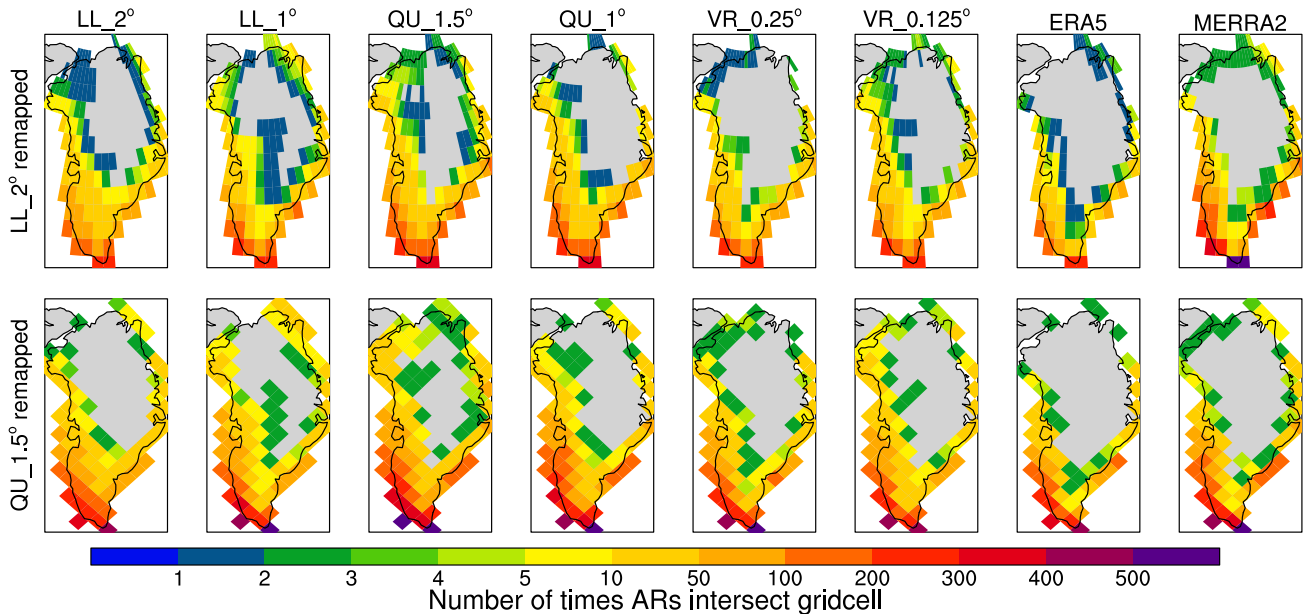 LL_2° LL_1° QU_1.5° QU_1° VR_0.25° VR_0.125° ERA5 MERRA2
LL_2° remapped
QU_1.5° remapped
1 2 3 4 5 10 50 100 200 300 400 500
Number of times ARs intersect gridcell